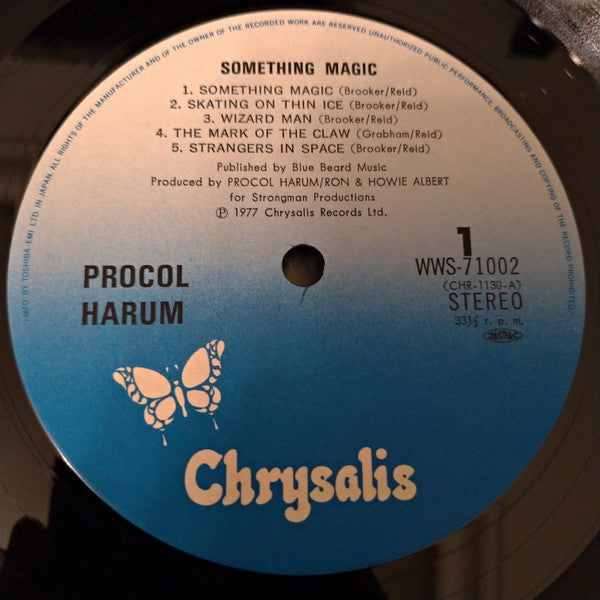 ALL RIGHTS OF THE MANUFACTURER AND OF THE OWNER OF THE RECORDED WORK ARE RESERVED UNAUTHORIZED PUBLIC PERFORMANCE, BROADCASTING AND COPYING OF THE RECORD PROHIBITED
MFD BY TOSHIBA-EMI LTD. IN JAPAN.
SOMETHING MAGIC
1. SOMETHING MAGIC (Brooker/Reid)
2. SKATING ON THIN ICE (Brooker/Reid)
3. WIZARD MAN (Brooker/Reid)
4. THE MARK OF THE CLAW (Grabham/Reid)
5. STRANGERS IN SPACE (Brooker/Reid)
Published by Blue Beard Music
Produced by PROCOL HARUM/RON & HOWIE ALBERT
for Strongman Productions
℗ 1977 Chrysalis Records Ltd.
PROCOL
HARUM
1
WWS-71002
(CHR-1130-A)
STEREO
33⅓ r. p. m.
JASRAC
Chrysalis